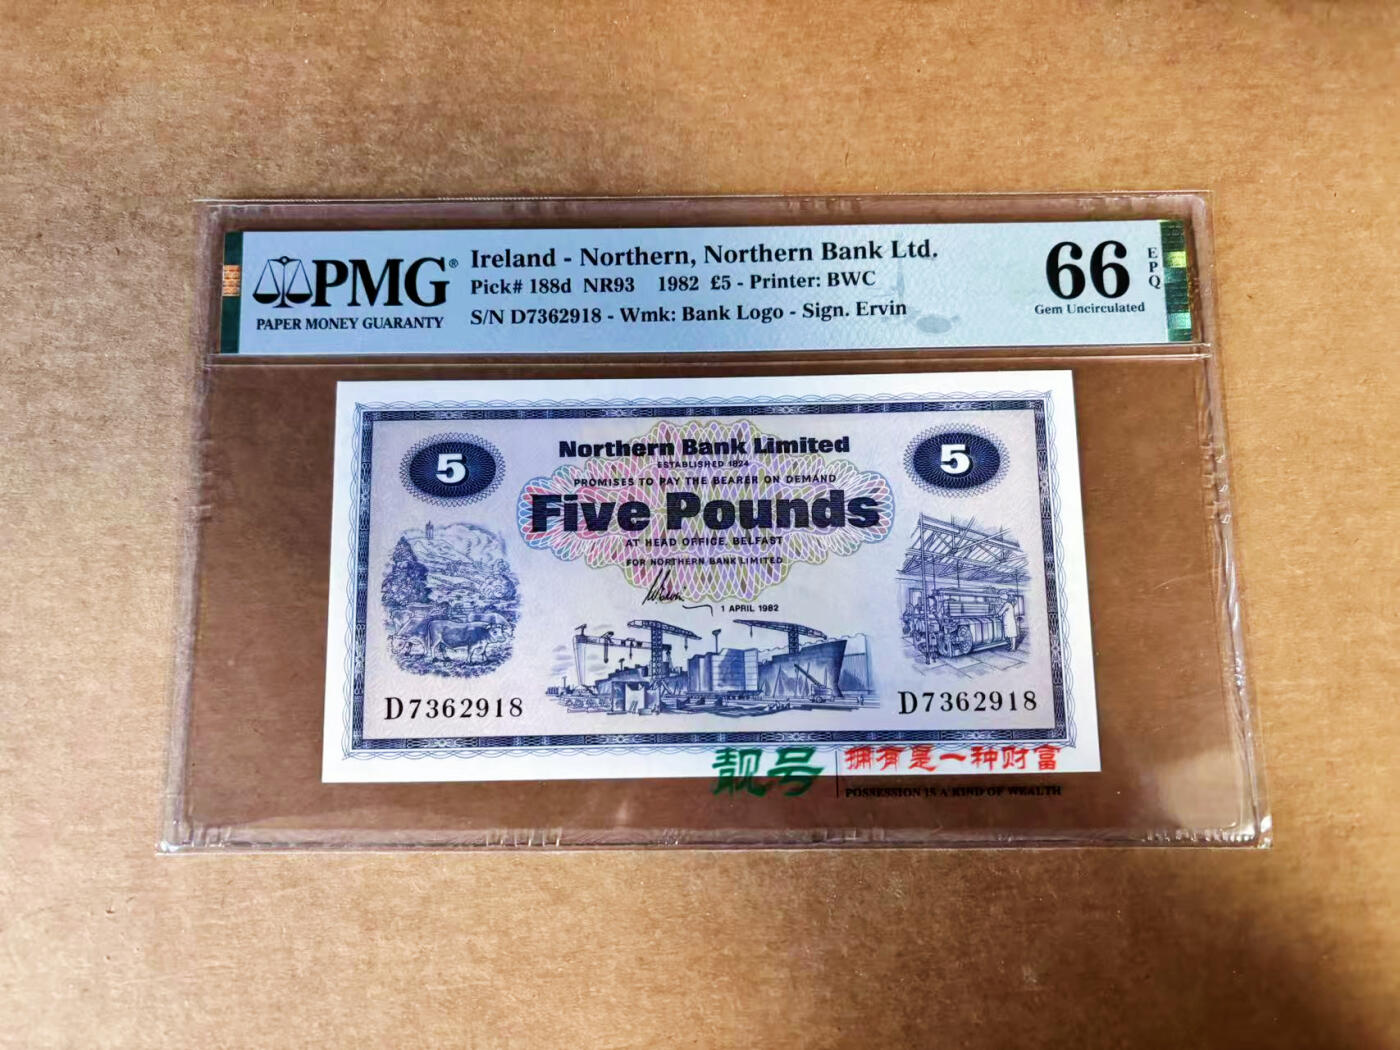 PMG®
PAPER MONEY GUARANTY
Ireland - Northern, Northern Bank Ltd.
Pick# 188d NR93 1982 £5 - Printer: BWC
S/N D7362918 - Wmk: Bank Logo - Sign. Ervin
66
EPQ
Gem Uncirculated
5
Northern Bank Limited
ESTABLISHED 1824
PROMISES TO PAY THE BEARER ON DEMAND
Five Pounds
AT HEAD OFFICE, BELFAST
FOR NORTHERN BANK LIMITED
1 APRIL 1982
5
D7362918
D7362918
靓号
拥有是一种财富
POSSESSION IS A KIND OF WEALTH